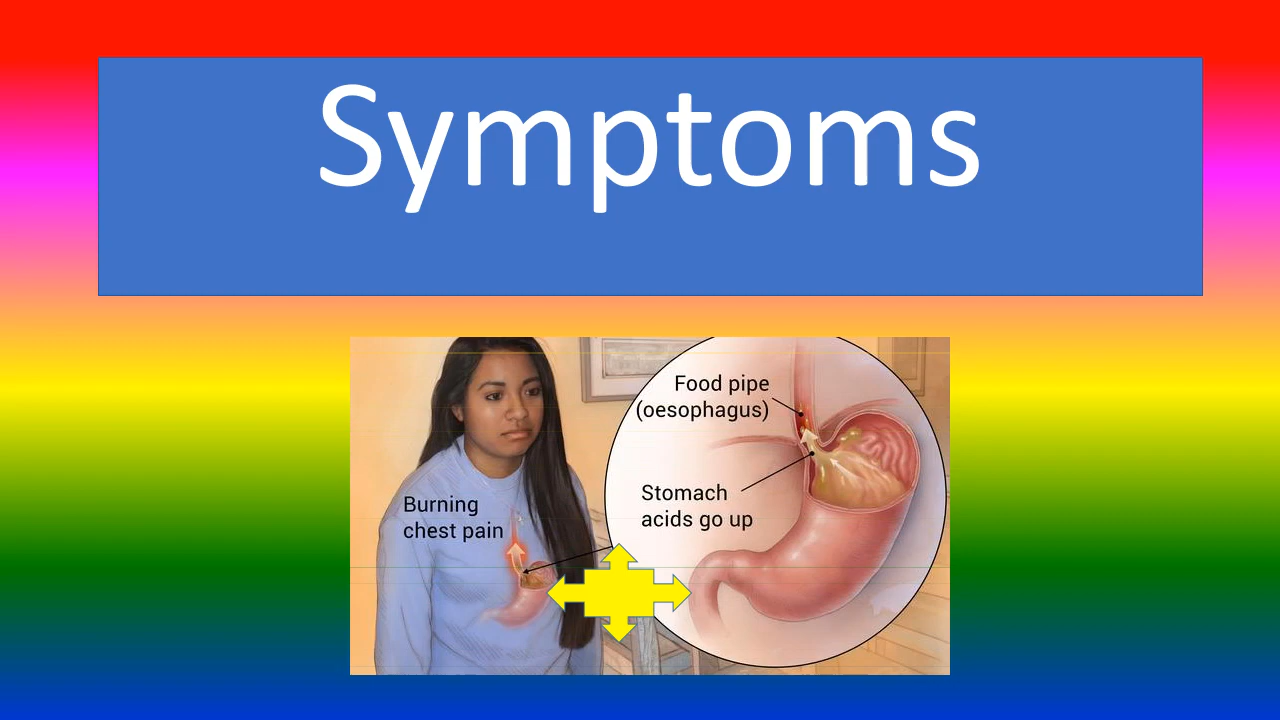 Symptoms
Food pipe
(oesophagus)
Stomach
acids go up
Burning
chest pain